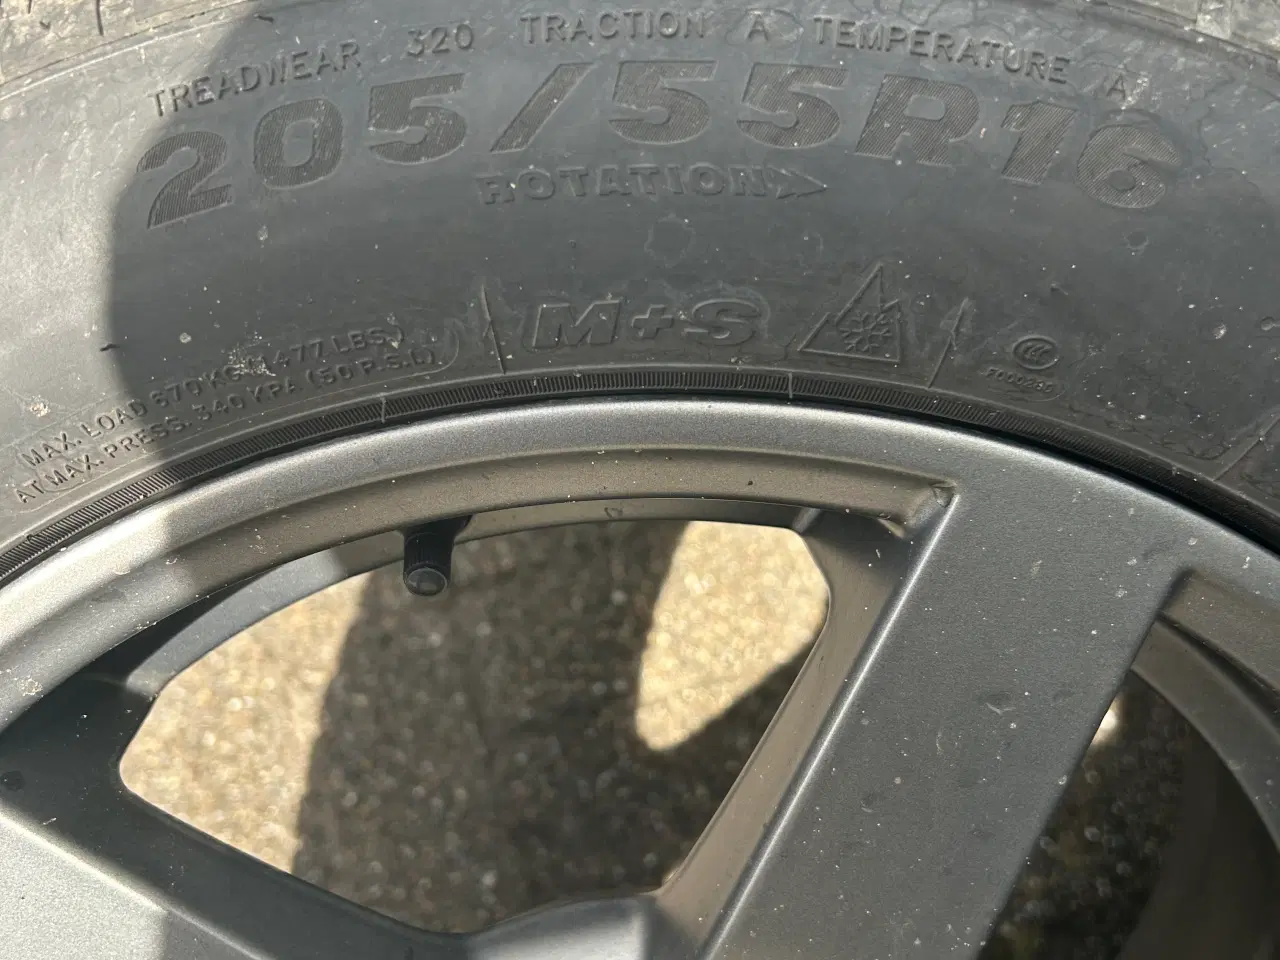 TREADWEAR 320 TRACTION A TEMPERATURE A
205/55R16
ROTATION
MAX. LOAD 670 KG (1477 LBS)
AT MAX. PRESS. 340 KPA (50 P.S.I.)
M+S
CCC